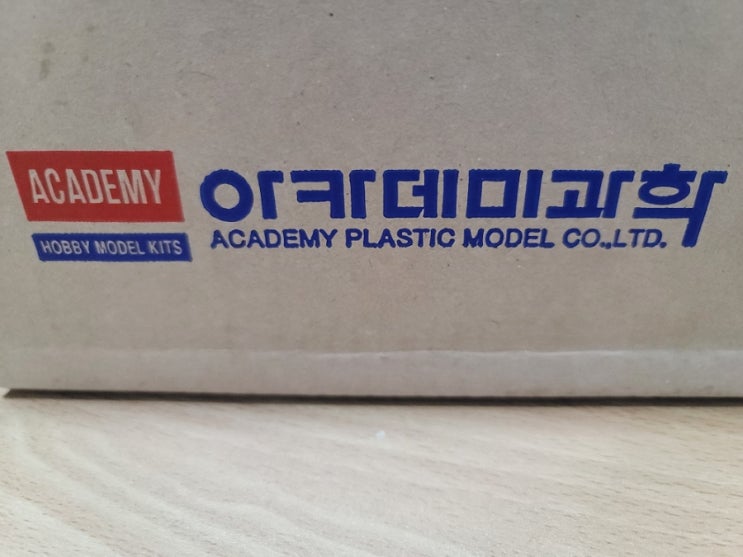 ACADEMY
HOBBY MODEL KITS
아카데미과학
ACADEMY PLASTIC MODEL CO.,LTD.